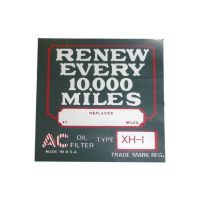 RENEW
EVERY
10,000
MILES
REPLACED
AT MILES
AC OIL FILTER TYPE XH-1
MADE IN U.S.A.
TRADE MARK REG.